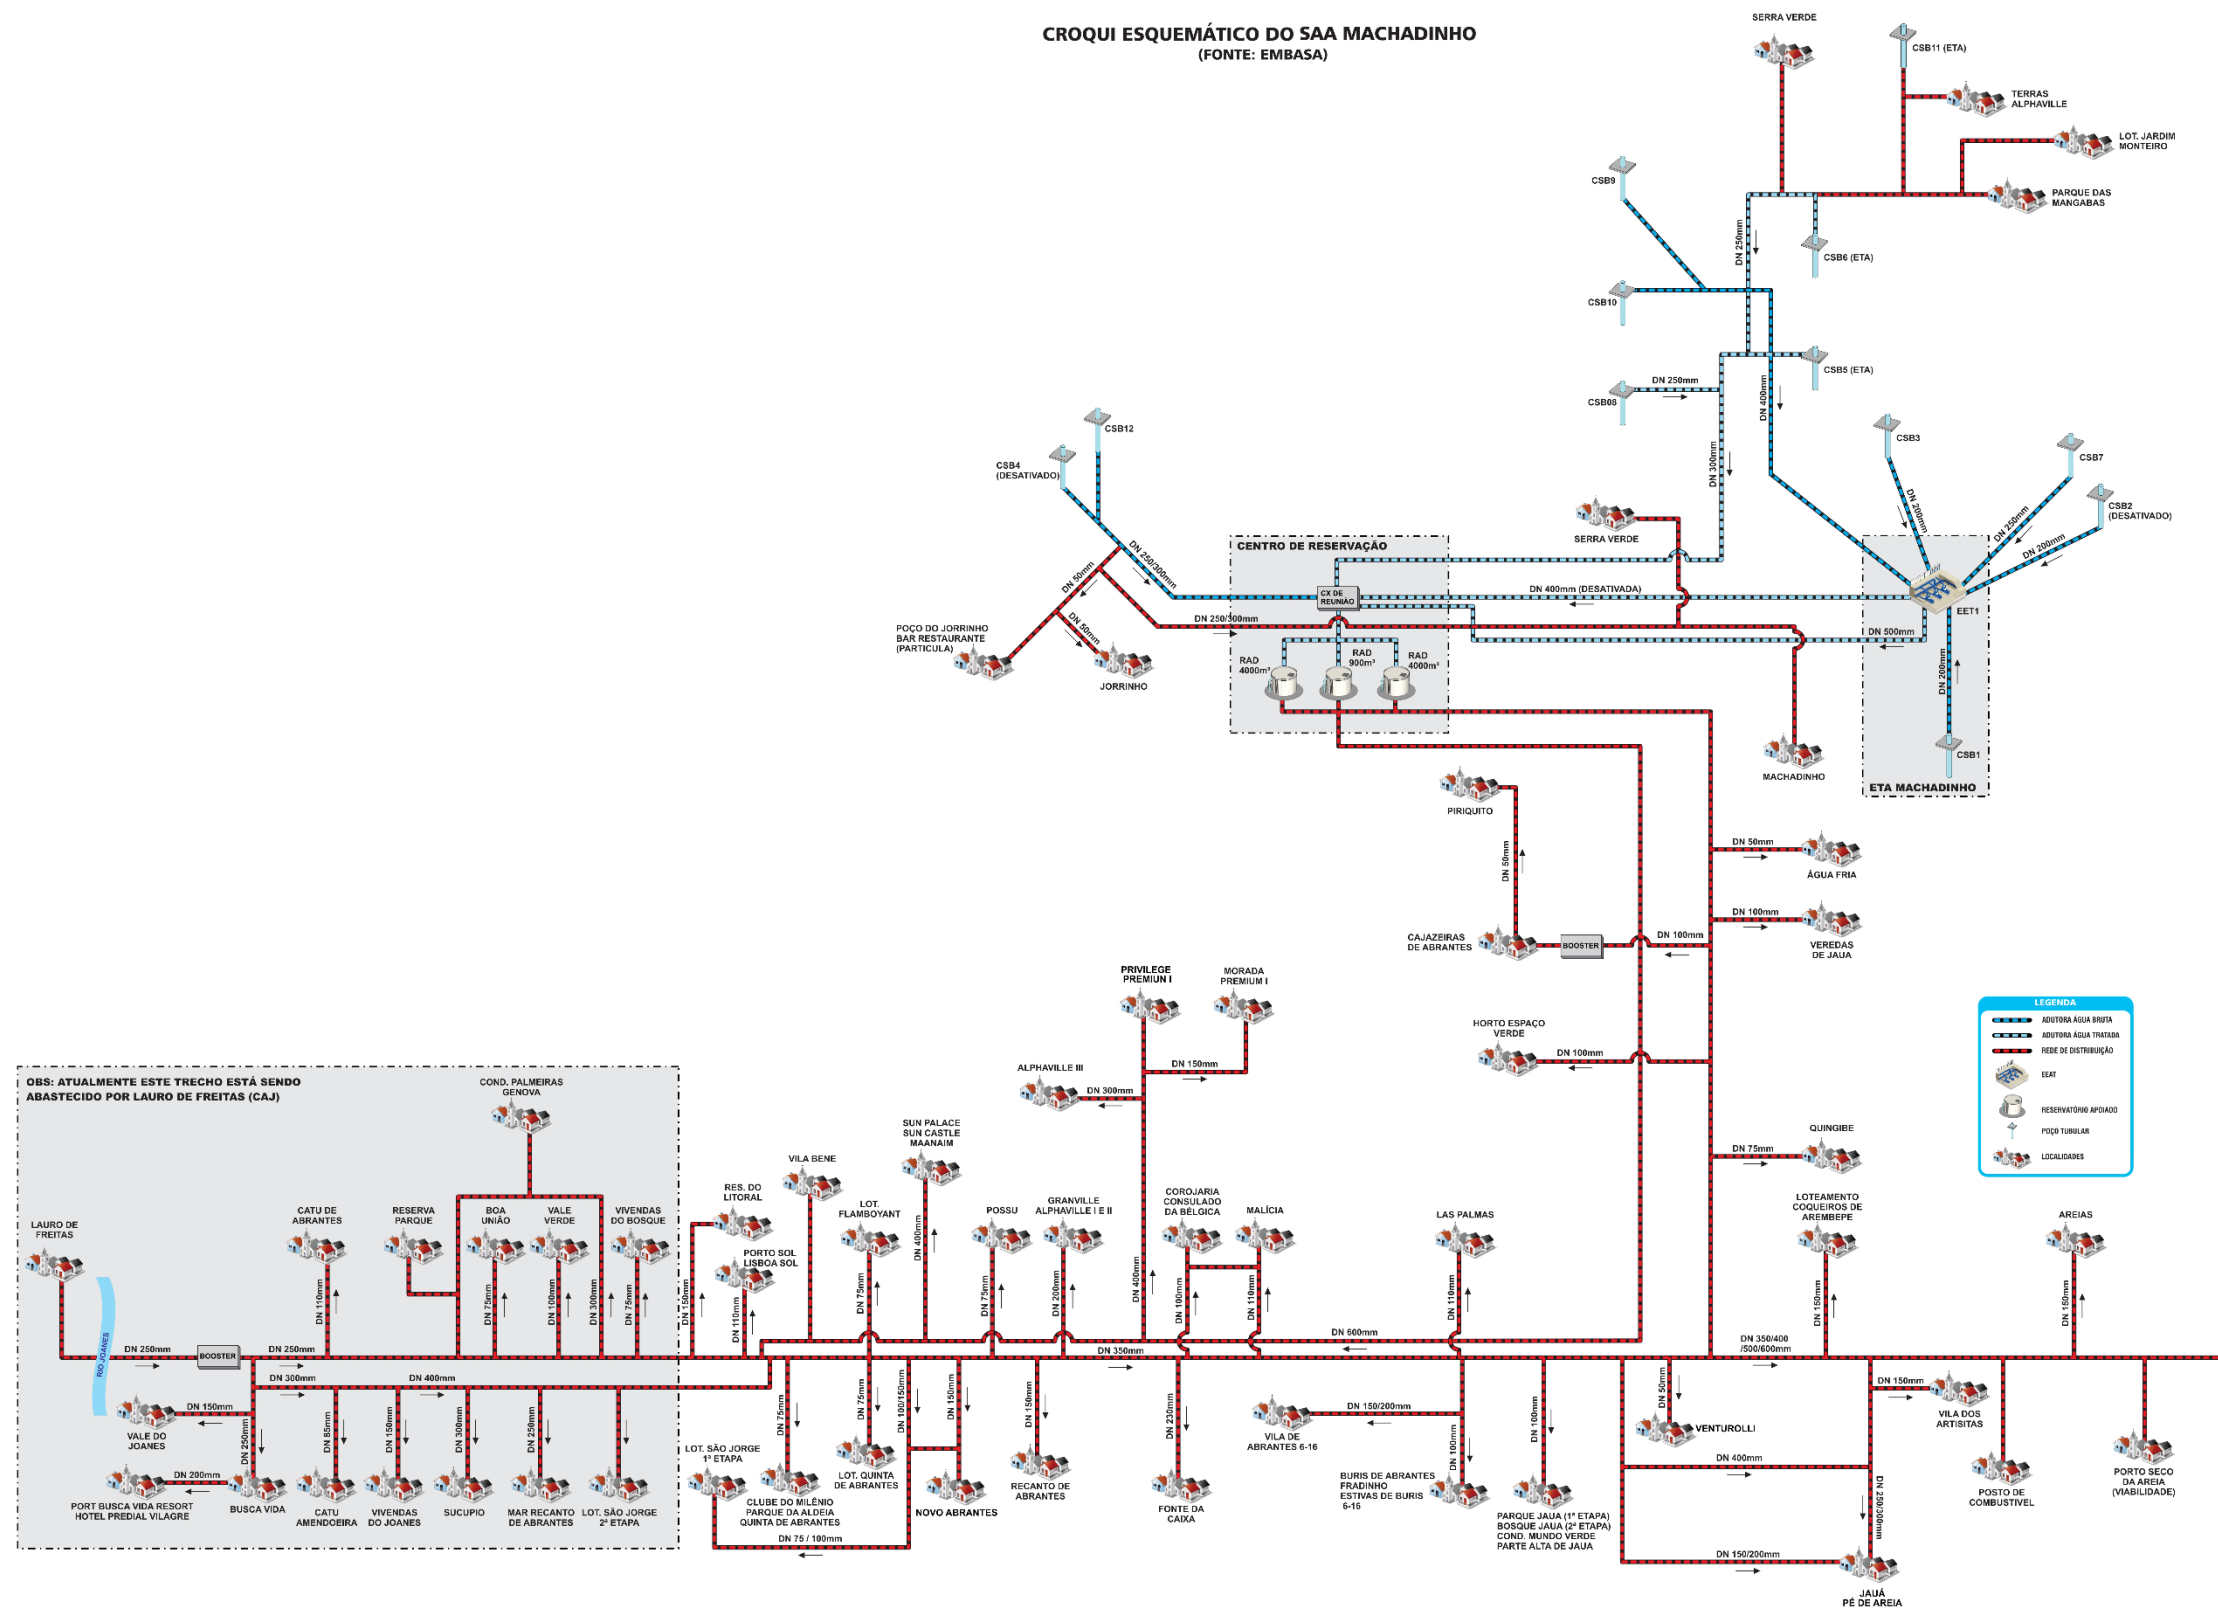 CROQUI ESQUEMÁTICO DO SAA MACHADINHO
(FONTE: EMBASA)
SERRA VERDE
CSB11 (ETA)
TERRAS
ALPHAVILLE
LOT. JARDIM
MONTEIRO
PARQUE DAS
MANGABAS
CSB9
DN 250mm
CSB6 (ETA)
CSB10
CSB5 (ETA)
DN 250mm
CSB08
DN 400mm
DN 300mm
CSB12
CSB4
(DESATIVADO)
CSB3
CSB7
CSB2
(DESATIVADO)
DN 200mm
DN 250mm
DN 200mm
SERRA VERDE
CENTRO DE RESERVAÇÃO
DN 250/300mm
DN 50mm
CX DE
REUNIÃO
DN 400mm (DESATIVADA)
EET1
DN 250/300mm
DN 50mm
DN 500mm
POÇO DO JORRINHO
BAR RESTAURANTE
(PARTICULA)
JORRINHO
RAD
4000m³
RAD
900m³
RAD
4000m³
DN 200mm
CSB1
MACHADINHO
ETA MACHADINHO
PIRIQUITO
DN 50mm
DN 50mm
ÁGUA FRIA
DN 100mm
VEREDAS
DE JAUA
CAJAZEIRAS
DE ABRANTES
BOOSTER
DN 100mm
PRIVILEGE
PREMIUN I
MORADA
PREMIUM I
HORTO ESPAÇO
VERDE
DN 100mm
LEGENDA
ADUTORA ÁGUA BRUTA
ADUTORA ÁGUA TRATADA
REDE DE DISTRIBUIÇÃO
EEAT
RESERVATÓRIO APOIADO
POÇO TUBULAR
LOCALIDADES
ALPHAVILLE III
DN 300mm
DN 150mm
OBS: ATUALMENTE ESTE TRECHO ESTÁ SENDO
ABASTECIDO POR LAURO DE FREITAS (CAJ)
COND. PALMEIRAS
GENOVA
SUN PALACE
SUN CASTLE
MAANAIM
QUINGIBE
DN 75mm
VILA BENE
RES. DO
LITORAL
LOT.
FLAMBOYANT
POSSU
GRANVILLE
ALPHAVILLE I E II
COROJARIA
CONSULADO
DA BÉLGICA
MALÍCIA
LAS PALMAS
LOTEAMENTO
COQUEIROS DE
AREMBEPE
AREIAS
LAURO DE
FREITAS
CATU DE
ABRANTES
RESERVA
PARQUE
BOA
UNIÃO
VALE
VERDE
VIVENDAS
DO BOSQUE
PORTO SOL
LISBOA SOL
RIO JOANES
DN 110mm
DN 75mm
DN 100mm
DN 300mm
DN 75mm
DN 150mm
DN 110mm
DN 75mm
DN 400mm
DN 75mm
DN 200mm
DN 400mm
DN 100mm
DN 110mm
DN 110mm
DN 150mm
DN 150mm
DN 600mm
DN 350/400
/500/600mm
DN 250mm
BOOSTER
DN 250mm
DN 350mm
DN 300mm
DN 400mm
DN 150mm
VALE DO
JOANES
DN 250mm
DN 200mm
DN 85mm
DN 150mm
DN 300mm
DN 250mm
DN 75mm
DN 75mm
DN 100/150mm
DN 150mm
DN 150mm
DN 230mm
DN 150/200mm
DN 100mm
DN 100mm
DN 50mm
DN 150mm
VILA DOS
ARTISITAS
VENTUROLLI
VILA DE
ABRANTES 6-16
LOT. SÃO JORGE
1ª ETAPA
DN 400mm
DN 250/300mm
PORT BUSCA VIDA RESORT
HOTEL PREDIAL VILAGRE
BUSCA VIDA
CATU
AMENDOEIRA
VIVENDAS
DO JOANES
SUCUPIO
MAR RECANTO
DE ABRANTES
LOT. SÃO JORGE
2ª ETAPA
CLUBE DO MILÊNIO
PARQUE DA ALDEIA
QUINTA DE ABRANTES
LOT. QUINTA
DE ABRANTES
NOVO ABRANTES
RECANTO DE
ABRANTES
FONTE DA
CAIXA
BURIS DE ABRANTES
FRADINHO
ESTIVAS DE BURIS
6-16
PARQUE JAUA (1ª ETAPA)
BOSQUE JAUA (2ª ETAPA)
COND. MUNDO VERDE
PARTE ALTA DE JAUA
POSTO DE
COMBUSTIVEL
PORTO SECO
DA AREIA
(VIABILIDADE)
DN 75 / 100mm
DN 150/200mm
JAUÁ
PÉ DE AREIA